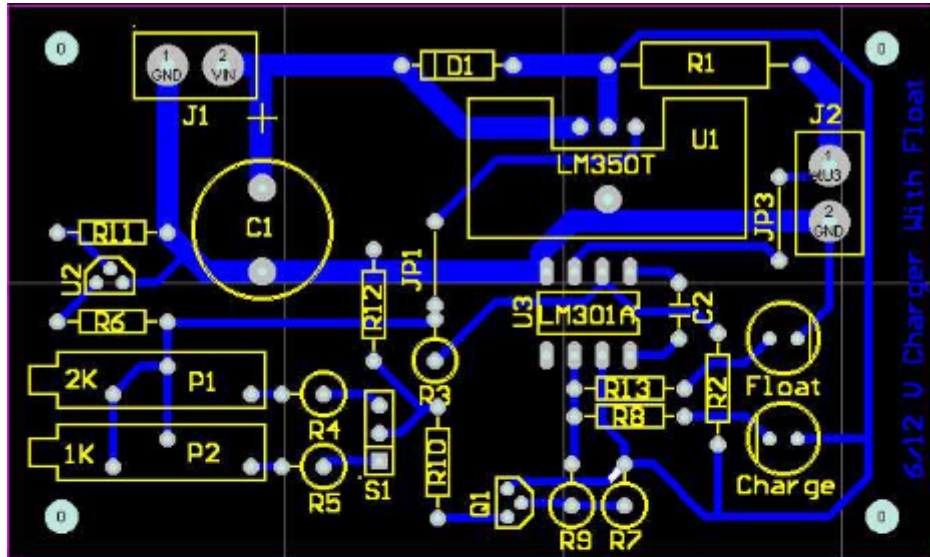 0
1
GND
2
VIN
J1
D1
R1
0
J2
U1
LM350T
1
2
GND
R11
C1
JP1
JP3
U2
R12
U3
LM301A
C2
R6
2K
P1
R3
R13
R2
Float
R4
R8
1K
P2
R10
Charge
R5
S1
Q1
0
R9
R7
0
6/12 V Charger With Float